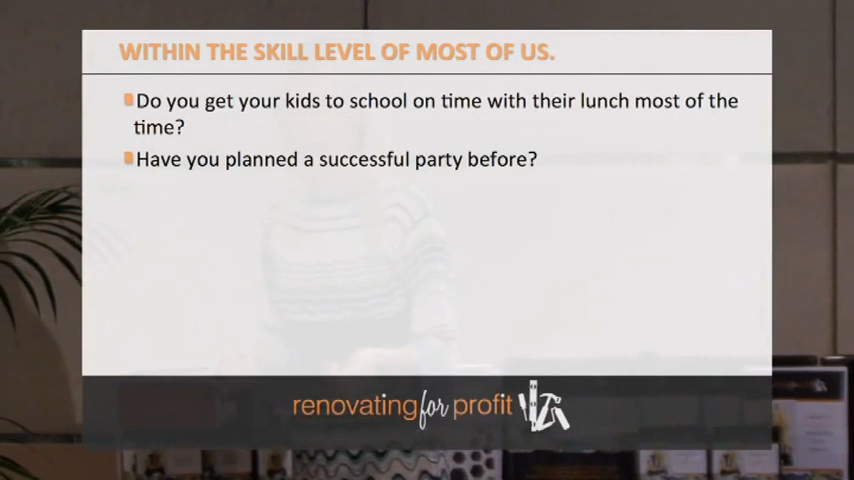 WITHIN THE SKILL LEVEL OF MOST OF US.
Do you get your kids to school on time with their lunch most of the
time?
Have you planned a successful party before?
renovating for profit